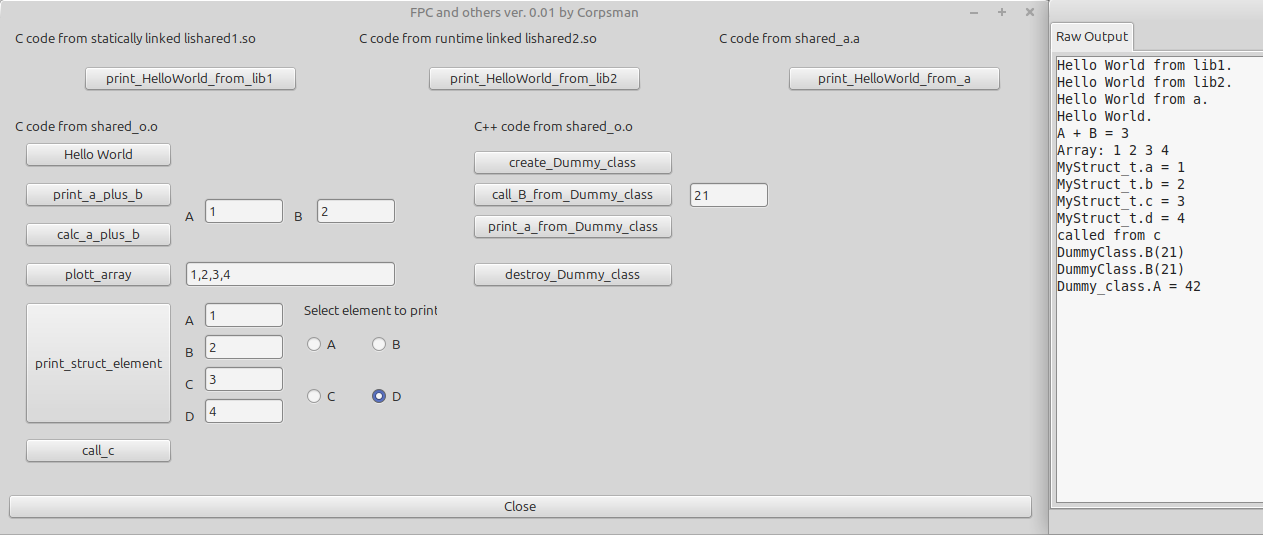 FPC and others ver. 0.01 by Corpsman
C code from statically linked lishared1.so
C code from runtime linked lishared2.so
C code from shared_a.a
print_HelloWorld_from_lib1
print_HelloWorld_from_lib2
print_HelloWorld_from_a
C code from shared_o.o
Hello World
print_a_plus_b
A 1 B 2
calc_a_plus_b
plott_array
1,2,3,4
print_struct_element
A 1
B 2
C 3
D 4
Select element to print
A B
C D
call_c
C++ code from shared_o.o
create_Dummy_class
call_B_from_Dummy_class
21
print_a_from_Dummy_class
destroy_Dummy_class
Close
Raw Output
Hello World from lib1.
Hello World from lib2.
Hello World from a.
Hello World.
A + B = 3
Array: 1 2 3 4
MyStruct_t.a = 1
MyStruct_t.b = 2
MyStruct_t.c = 3
MyStruct_t.d = 4
called from c
DummyClass.B(21)
DummyClass.B(21)
Dummy_class.A = 42